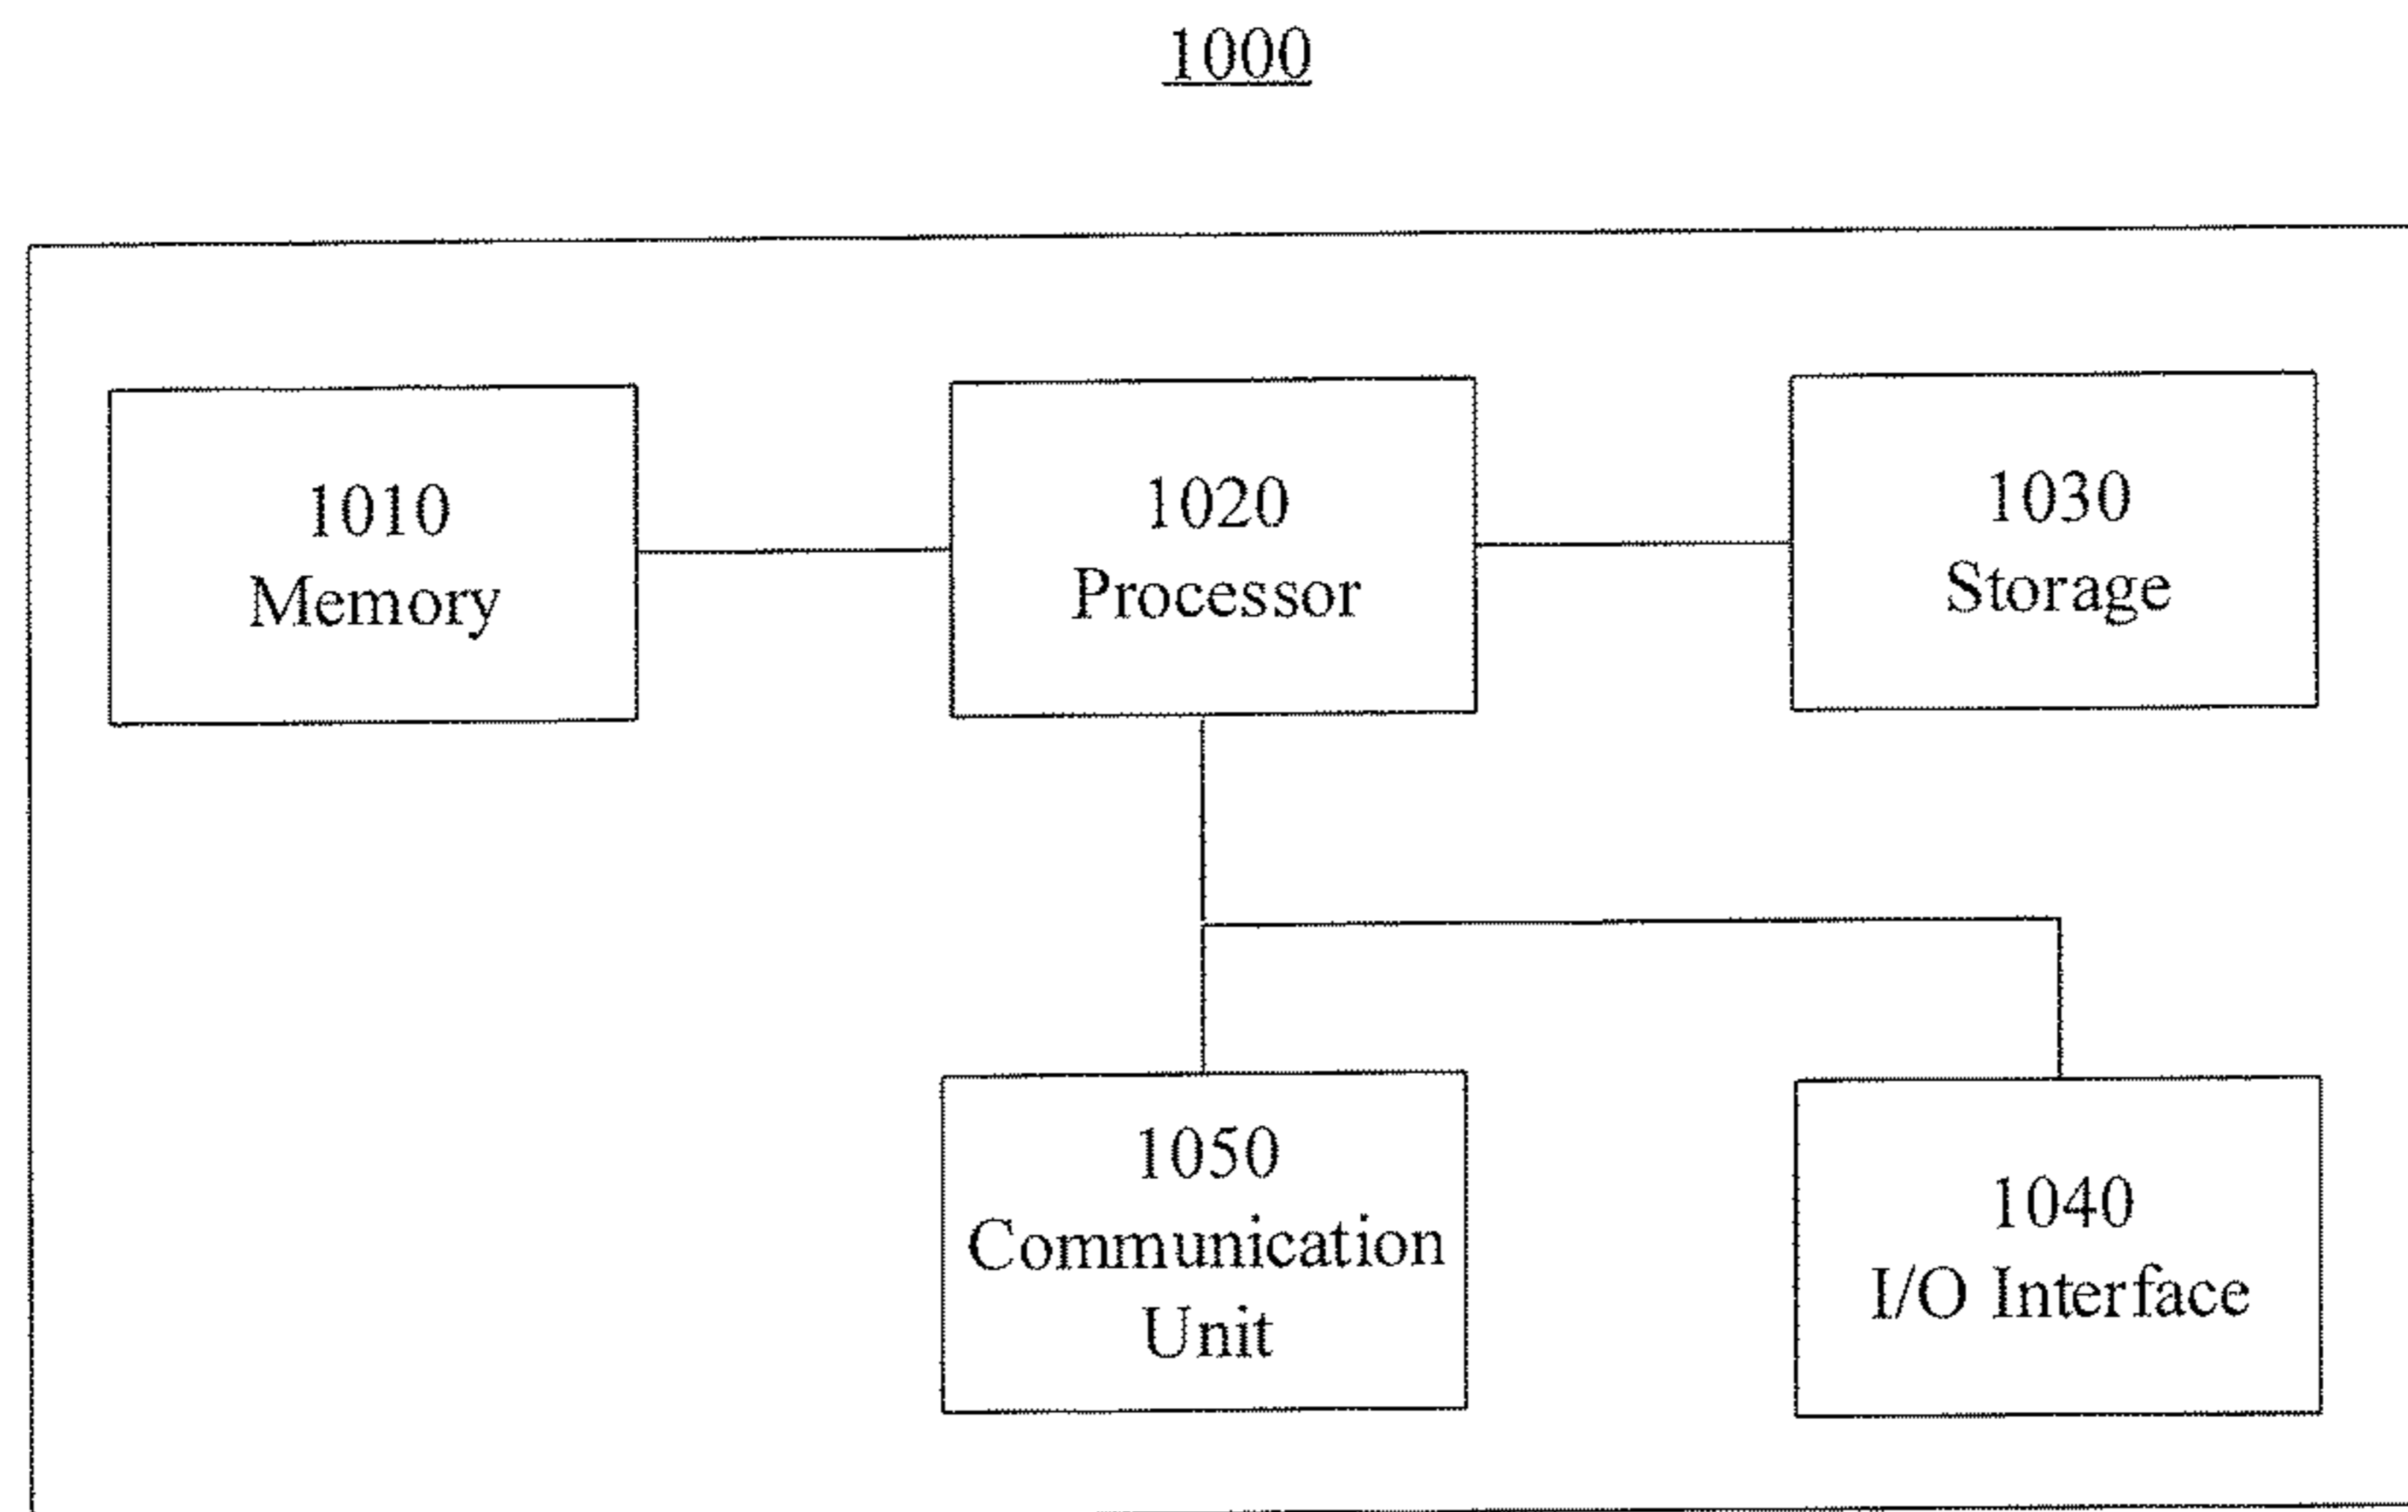 1000
1010
Memory
1020
Processor
1030
Storage
1050
Communication
Unit
1040
I/O Interface